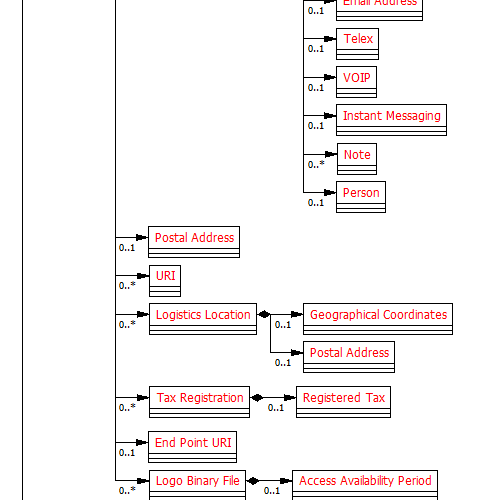 Email Address
0..1
Telex
0..1
VOIP
0..1
Instant Messaging
0..1
Note
0..*
Person
0..1
Postal Address
0..1
URI
0..*
Logistics Location
0..*
Geographical Coordinates
0..1
Postal Address
0..1
Tax Registration
0..*
Registered Tax
0..1
End Point URI
0..1
Logo Binary File
0..*
Access Availability Period
0..1